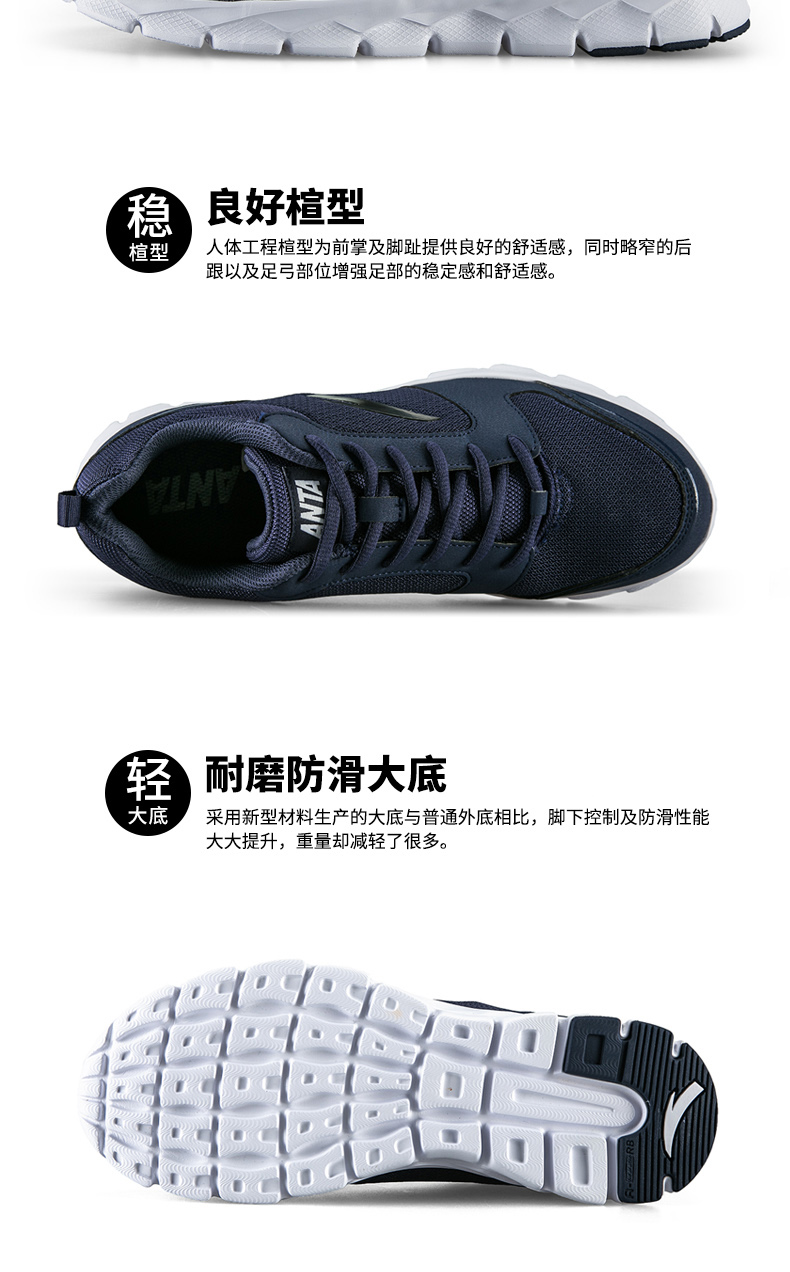 稳
楦型
良好楦型
人体工程楦型为前掌及脚趾提供良好的舒适感，同时略窄的后
跟以及足弓部位增强足部的稳定感和舒适感。
ANTA
ANTA
轻
大底
耐磨防滑大底
采用新型材料生产的大底与普通外底相比，脚下控制及防滑性能
大大提升，重量却减轻了很多。